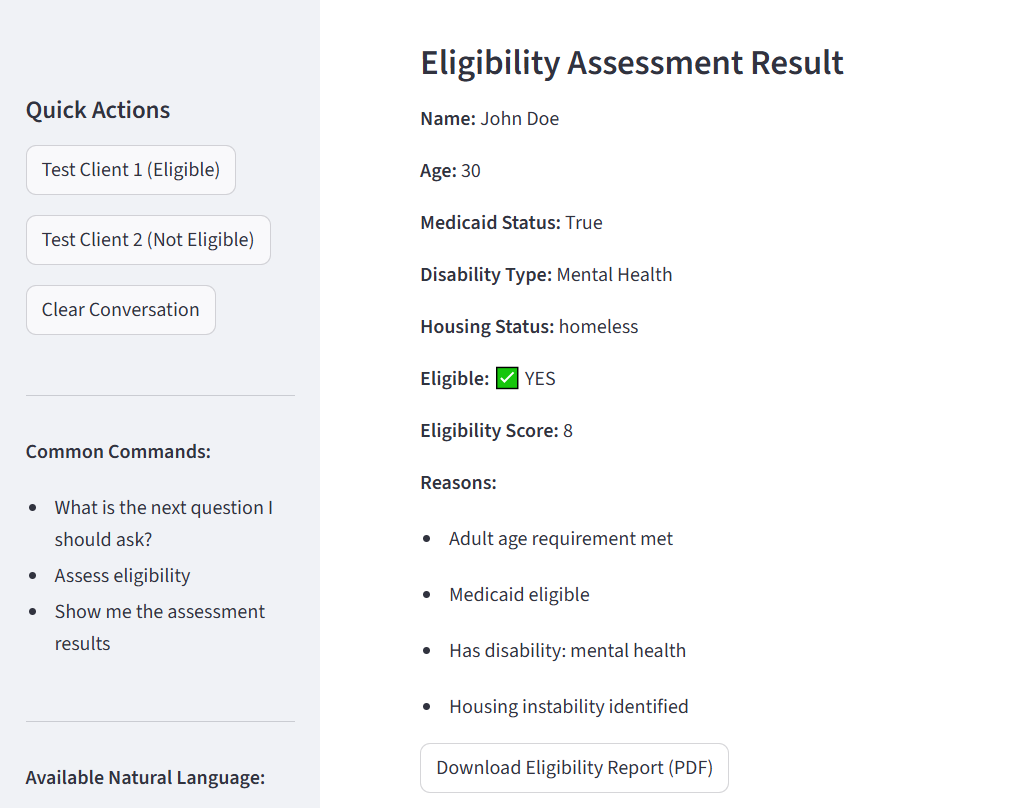 Quick Actions
Test Client 1 (Eligible)
Test Client 2 (Not Eligible)
Clear Conversation
Common Commands:
What is the next question I
should ask?
Assess eligibility
Show me the assessment
results
Available Natural Language:
Eligibility Assessment Result
Name: John Doe
Age: 30
Medicaid Status: True
Disability Type: Mental Health
Housing Status: homeless
Eligible: ✅ YES
Eligibility Score: 8
Reasons:
Adult age requirement met
Medicaid eligible
Has disability: mental health
Housing instability identified
Download Eligibility Report (PDF)